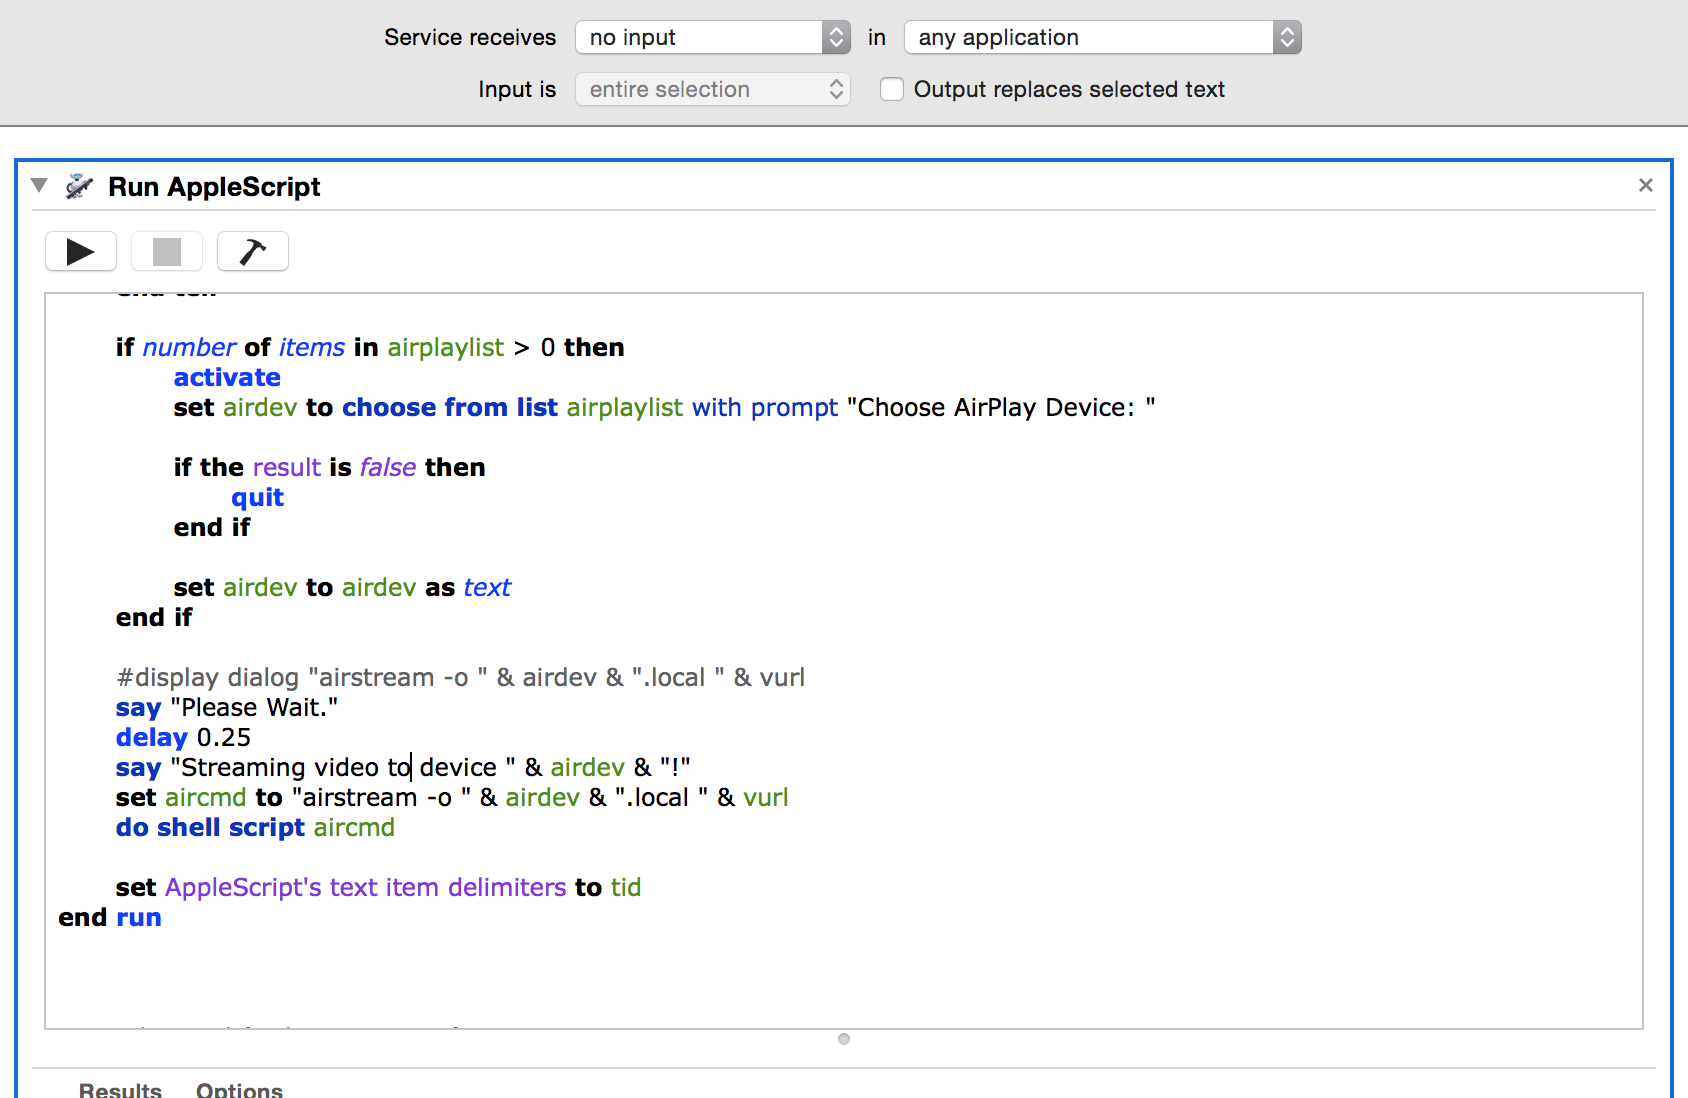 Service receives no input in any application
Input is entire selection Output replaces selected text
Run AppleScript
end tell
if number of items in airplaylist > 0 then
activate
set airdev to choose from list airplaylist with prompt "Choose AirPlay Device: "
if the result is false then
quit
end if
set airdev to airdev as text
end if
#display dialog "airstream -o " & airdev & ".local " & vurl
say "Please Wait."
delay 0.25
say "Streaming video to device " & airdev & "!"
set aircmd to "airstream -o " & airdev & ".local " & vurl
do shell script aircmd
set AppleScript's text item delimiters to tid
end run
Results Options